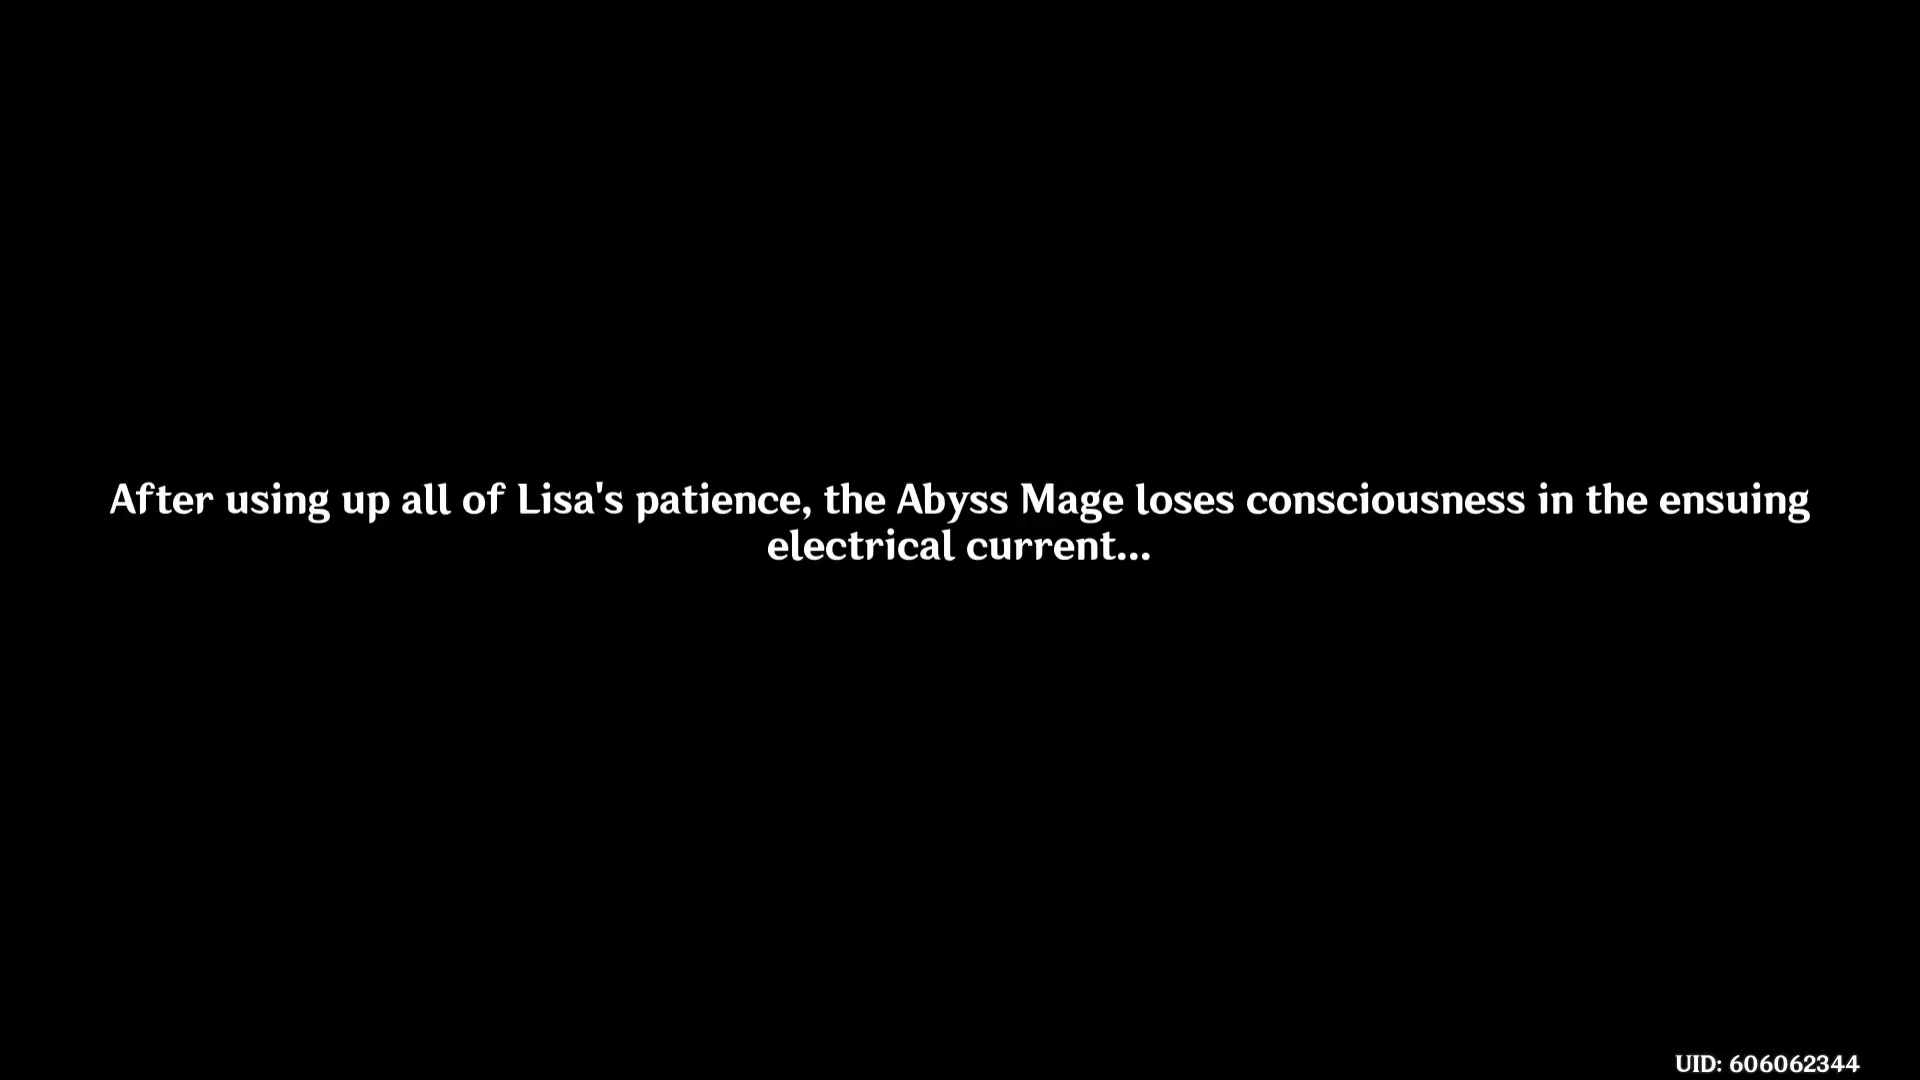 After using up all of Lisa's patience, the Abyss Mage loses consciousness in the ensuing
electrical current...
UID: 606062344